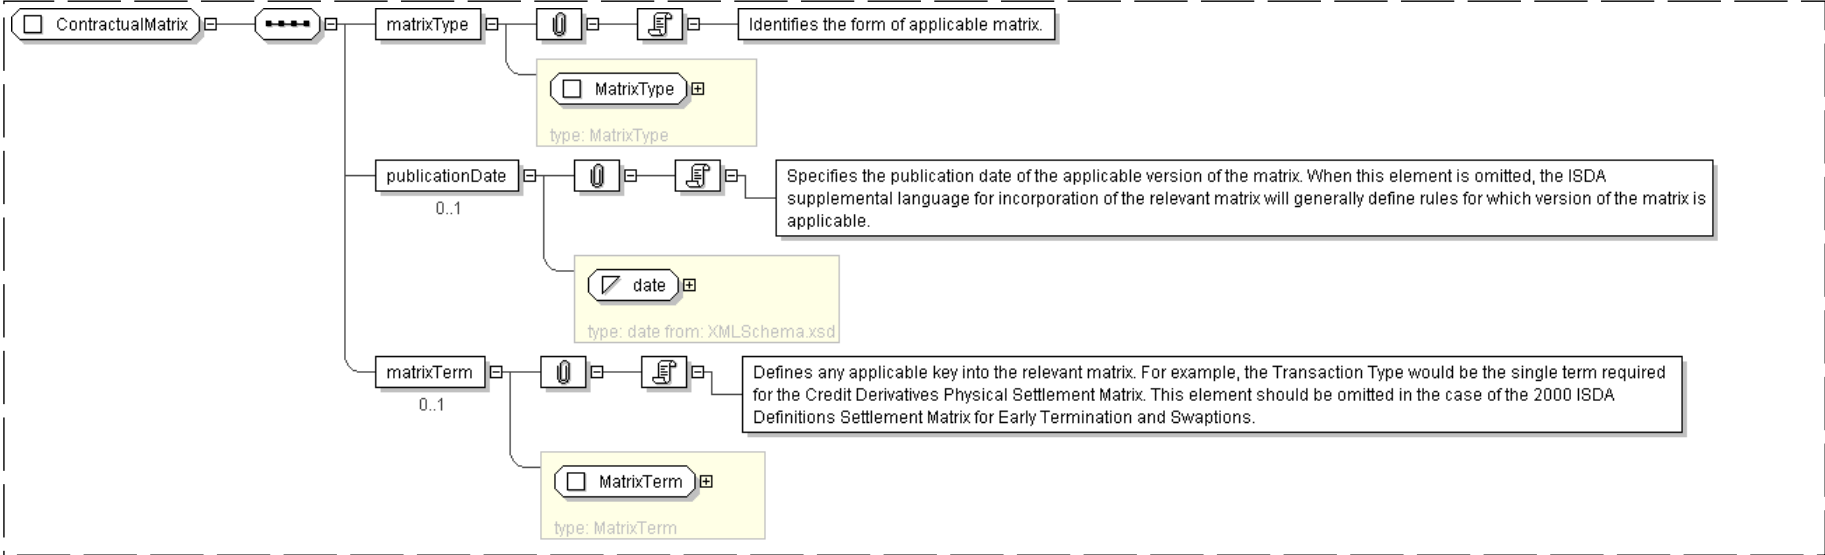 ContractualMatrix
matrixType
Identifies the form of applicable matrix.
MatrixType
type: MatrixType
publicationDate
0..1
Specifies the publication date of the applicable version of the matrix. When this element is omitted, the ISDA
supplemental language for incorporation of the relevant matrix will generally define rules for which version of the matrix is
applicable.
date
type: date from: XMLSchema.xsd
matrixTerm
0..1
Defines any applicable key into the relevant matrix. For example, the Transaction Type would be the single term required
for the Credit Derivatives Physical Settlement Matrix. This element should be omitted in the case of the 2000 ISDA
Definitions Settlement Matrix for Early Termination and Swaptions.
MatrixTerm
type: MatrixTerm